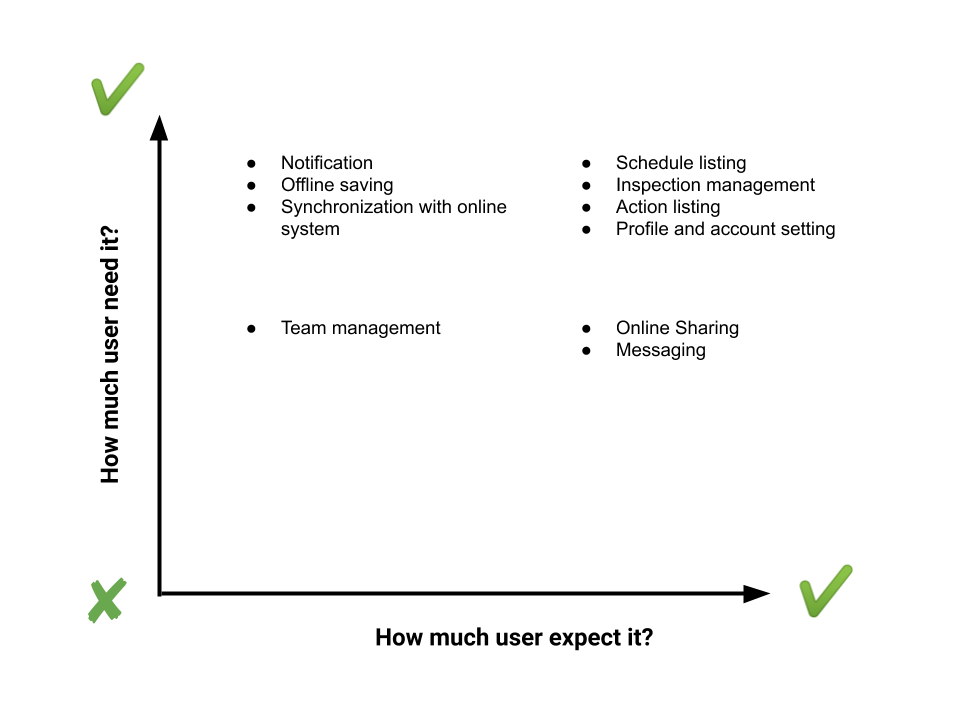 How much user need it?
● Notification
● Offline saving
● Synchronization with online
system
● Schedule listing
● Inspection management
● Action listing
● Profile and account setting
● Team management
● Online Sharing
● Messaging
How much user expect it?